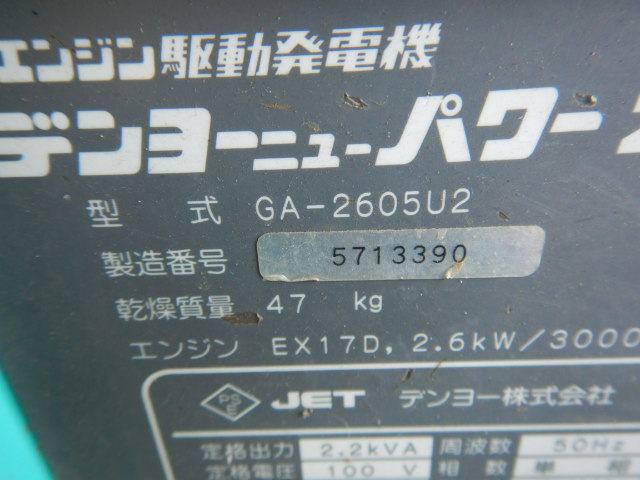 エンジン駆動発電機
デンヨーニューパワー
型 式 GA-2605U2
製造番号 5713390
乾燥質量 47 kg
エンジン EX17D, 2.6kW/3000
PS E JET デンヨー株式会社
定格出力 2.2kVA 周波数 50Hz
定格電圧 100 V 相 数 単 相